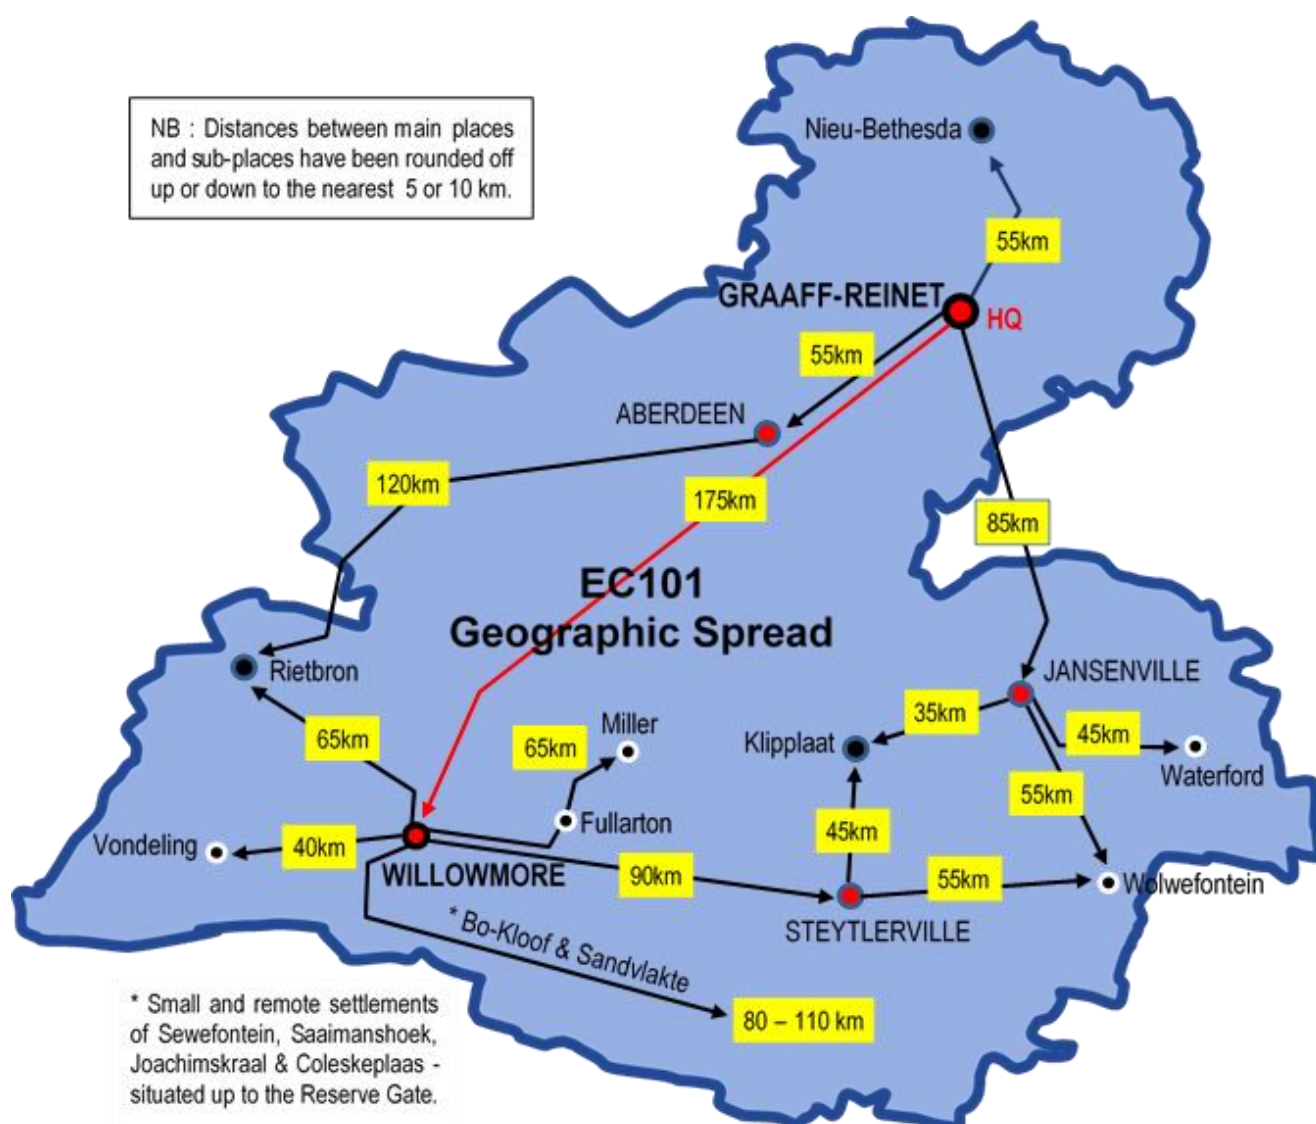 NB : Distances between main places
and sub-places have been rounded off
up or down to the nearest 5 or 10 km.
Nieu-Bethesda
55km
GRAAFF-REINET
HQ
55km
ABERDEEN
120km
175km
85km
EC101
Geographic Spread
Rietbron
JANSENVILLE
35km
65km
65km
Miller
Klipplaat
45km
Waterford
55km
Fullarton
45km
Vondeling
40km
WILLOWMORE
90km
55km
Wolwefontein
STEYTLERVILLE
* Bo-Kloof & Sandvlakte
80 – 110 km
* Small and remote settlements
of Sewefontein, Saaimanshoek,
Joachimskraal & Coleskeplaas -
situated up to the Reserve Gate.